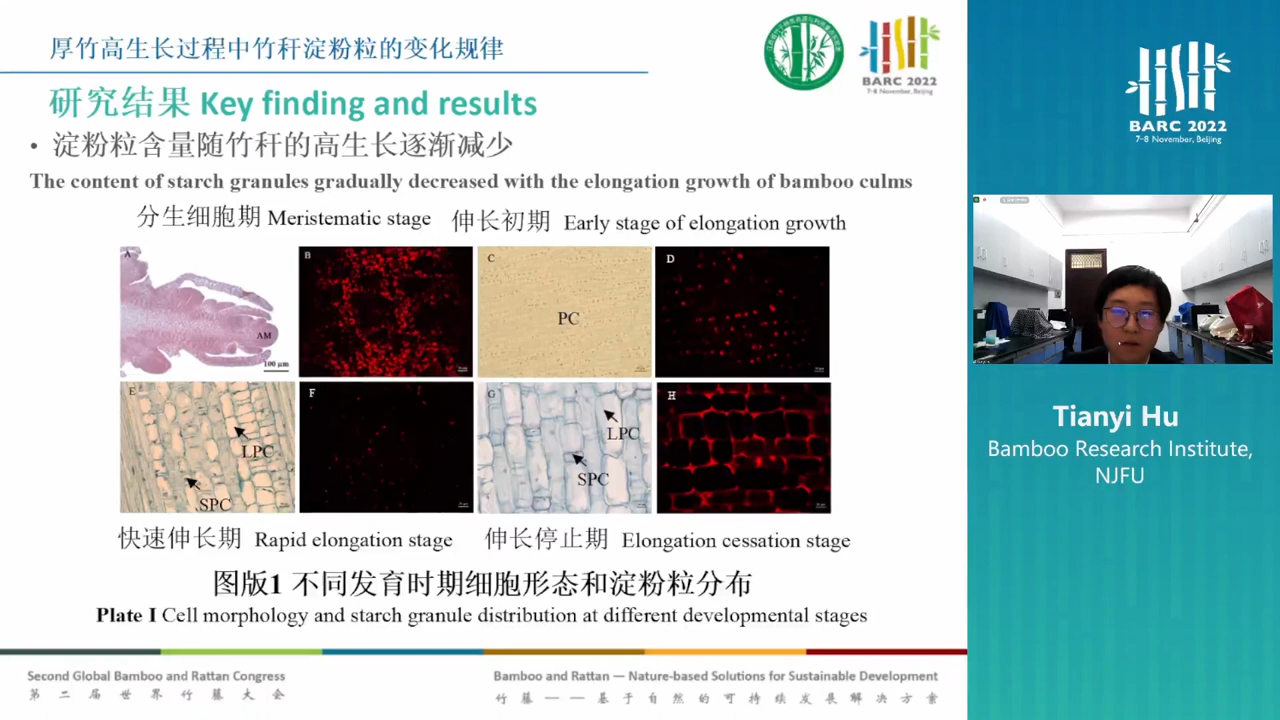 厚竹高生长过程中竹秆淀粉粒的变化规律
BARC 2022
7-8 November, Beijing
研究结果 Key finding and results
• 淀粉粒含量随竹秆的高生长逐渐减少
The content of starch granules gradually decreased with the elongation growth of bamboo culms
分生细胞期 Meristematic stage 伸长初期 Early stage of elongation growth
A B C D
PC
AM
100 μm
E F G H
LPC LPC
SPC SPC
快速伸长期 Rapid elongation stage 伸长停止期 Elongation cessation stage
图版1 不同发育时期细胞形态和淀粉粒分布
Plate I Cell morphology and starch granule distribution at different developmental stages
Second Global Bamboo and Rattan Congress
第二届世界竹藤大会
Bamboo and Rattan — Nature-based Solutions for Sustainable Development
竹藤——基于自然的可持续发展解决方案
BARC 2022
7-8 November, Beijing
Tianyi Hu
Bamboo Research Institute,
NJFU